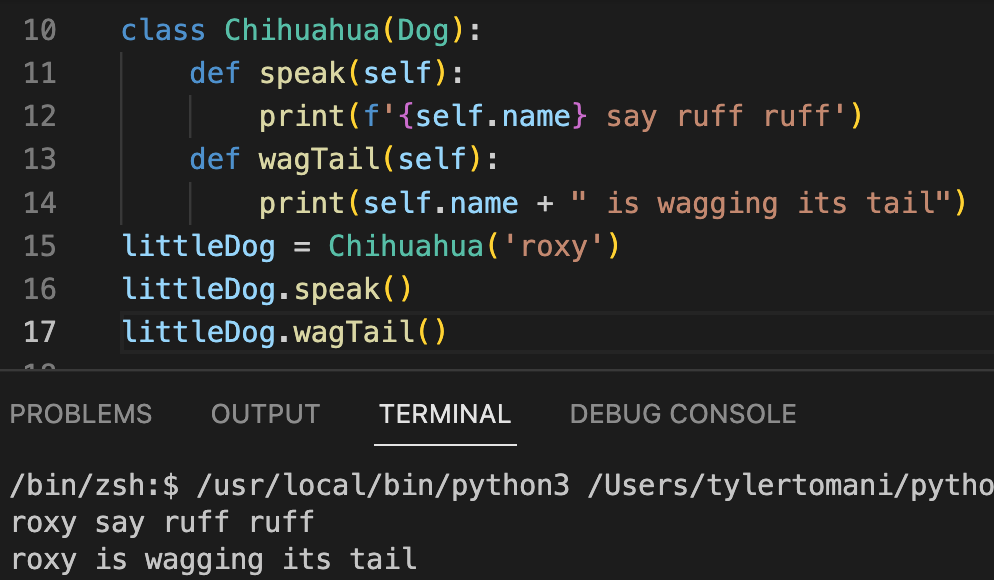 10 class Chihuahua(Dog):
11 def speak(self):
12 print(f'{self.name} say ruff ruff')
13 def wagTail(self):
14 print(self.name + " is wagging its tail")
15 littleDog = Chihuahua('roxy')
16 littleDog.speak()
17 littleDog.wagTail()
PROBLEMS OUTPUT TERMINAL DEBUG CONSOLE
/bin/zsh:$ /usr/local/bin/python3 /Users/tylertomani/pytho
roxy say ruff ruff
roxy is wagging its tail